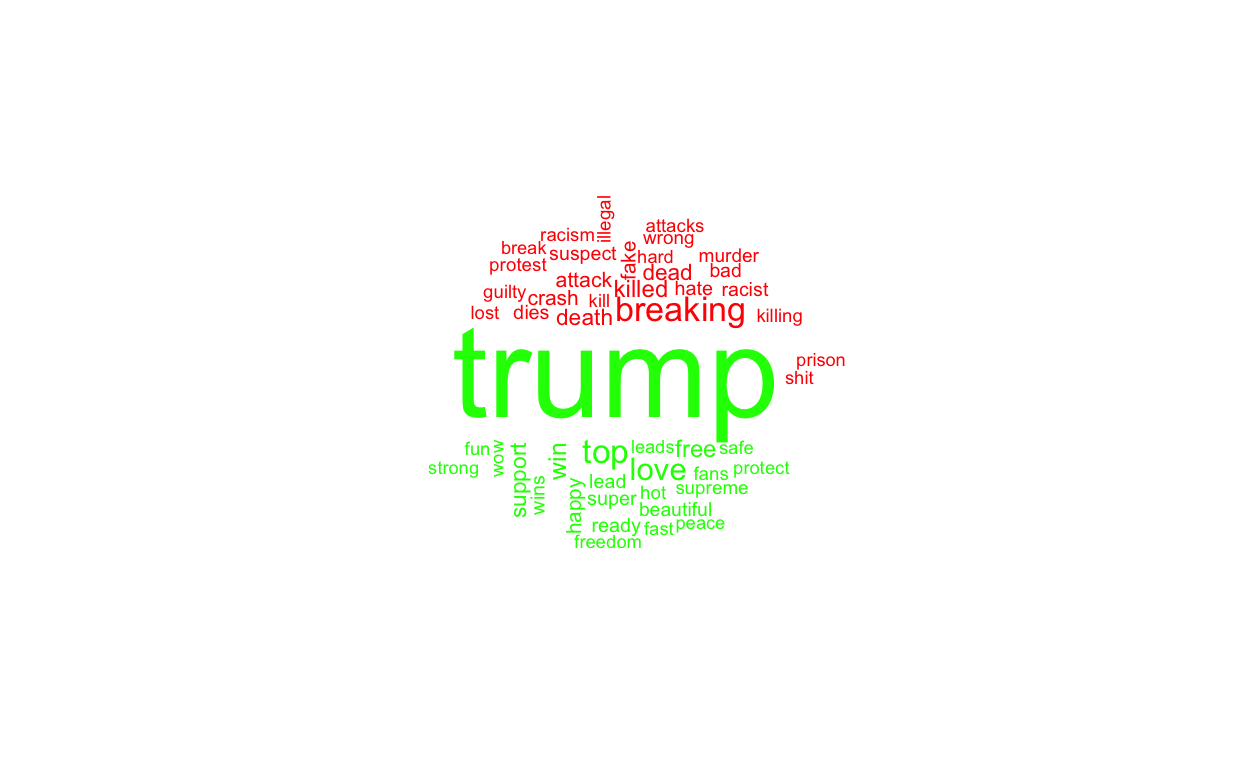 illegal
attacks
racism
wrong
break
suspect
fake
hard
murder
protest
dead
bad
attack
killed
hate
racist
guilty
crash
kill
breaking
lost
dies
death
killing
trump
prison
shit
fun
wow
support
win
top
leads
free
safe
strong
wins
love
fans
protect
happy
lead
super
hot
supreme
beautiful
ready
fast
peace
freedom